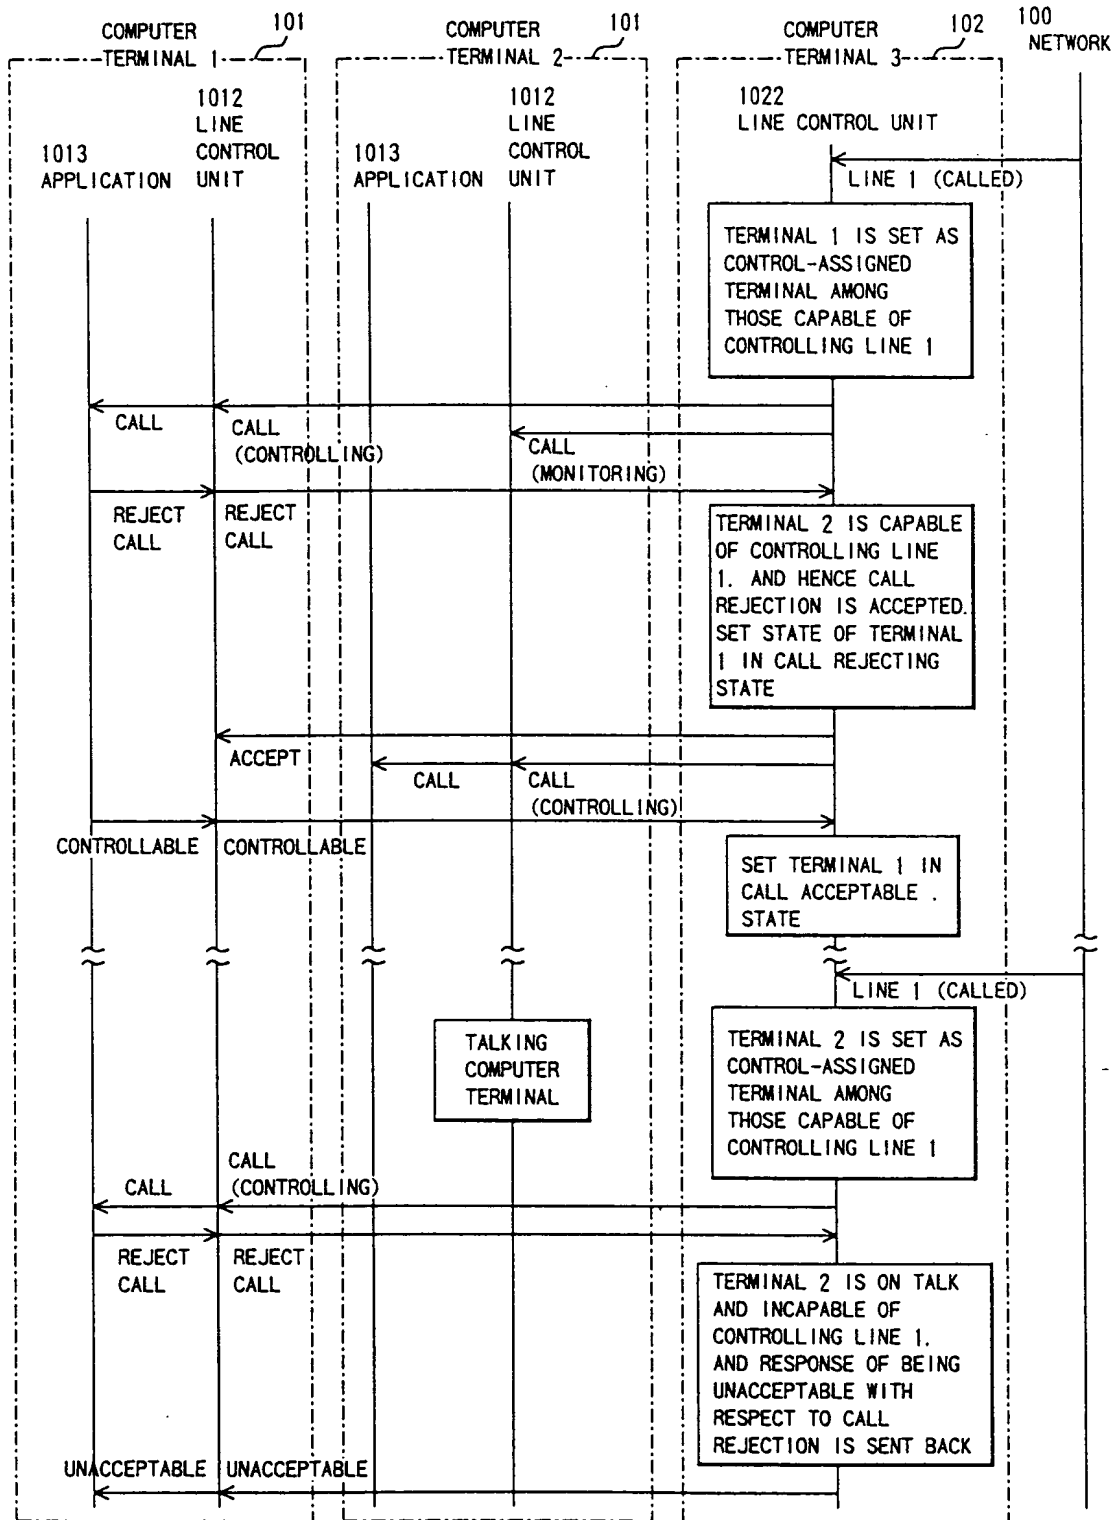 COMPUTER
TERMINAL 1
101
COMPUTER
TERMINAL 2
101
COMPUTER
TERMINAL 3
102
100
NETWORK
1012
LINE
CONTROL
UNIT
1013
APPLICATION
1012
LINE
CONTROL
UNIT
1013
APPLICATION
1022
LINE CONTROL UNIT
LINE 1 (CALLED)
TERMINAL 1 IS SET AS
CONTROL-ASSIGNED
TERMINAL AMONG
THOSE CAPABLE OF
CONTROLLING LINE 1
CALL
CALL
(CONTROLLING)
CALL
(MONITORING)
REJECT
CALL
REJECT
CALL
TERMINAL 2 IS CAPABLE
OF CONTROLLING LINE
1. AND HENCE CALL
REJECTION IS ACCEPTED.
SET STATE OF TERMINAL
1 IN CALL REJECTING
STATE
ACCEPT
CALL
CALL
(CONTROLLING)
CONTROLLABLE
CONTROLLABLE
SET TERMINAL 1 IN
CALL ACCEPTABLE .
STATE
LINE 1 (CALLED)
TALKING
COMPUTER
TERMINAL
TERMINAL 2 IS SET AS
CONTROL-ASSIGNED
TERMINAL AMONG
THOSE CAPABLE OF
CONTROLLING LINE 1
CALL
CALL
(CONTROLLING)
REJECT
CALL
REJECT
CALL
TERMINAL 2 IS ON TALK
AND INCAPABLE OF
CONTROLLING LINE 1.
AND RESPONSE OF BEING
UNACCEPTABLE WITH
RESPECT TO CALL
REJECTION IS SENT BACK
UNACCEPTABLE
UNACCEPTABLE